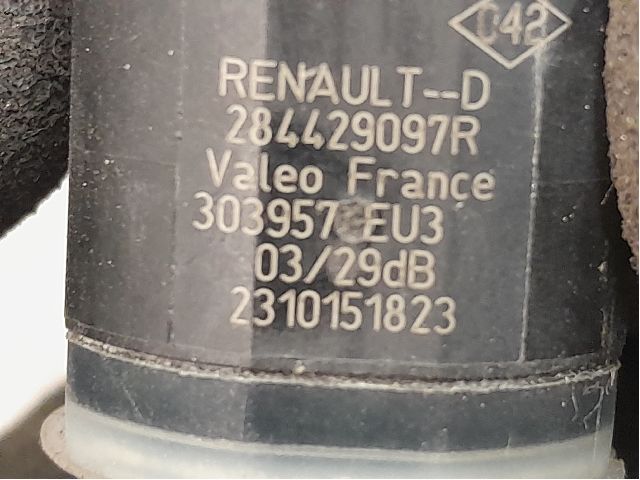 C42
RENAULT--D
284429097R
Valeo France
303957 EU3
03/29dB
2310151823